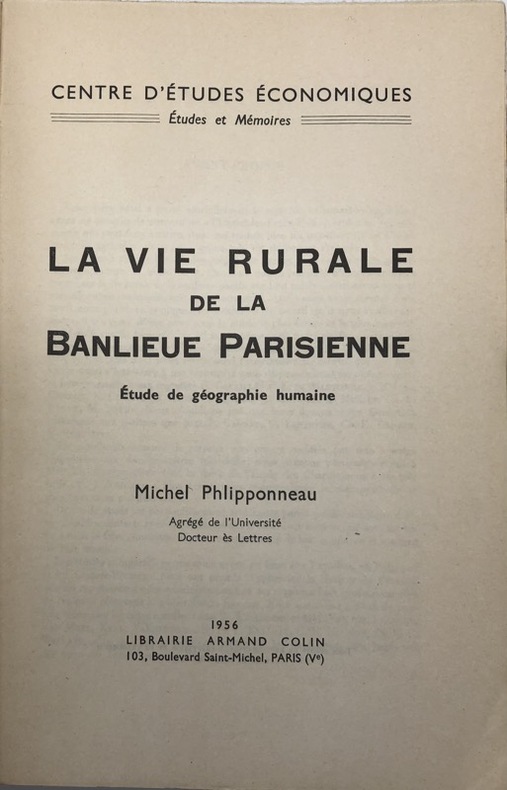 CENTRE D'ÉTUDES ÉCONOMIQUES
Études et Mémoires
LA VIE RURALE
DE LA
BANLIEUE PARISIENNE
Étude de géographie humaine
Michel Phlipponneau
Agrégé de l'Université
Docteur ès Lettres
1956
LIBRAIRIE ARMAND COLIN
103, Boulevard Saint-Michel, PARIS (Vᵉ)